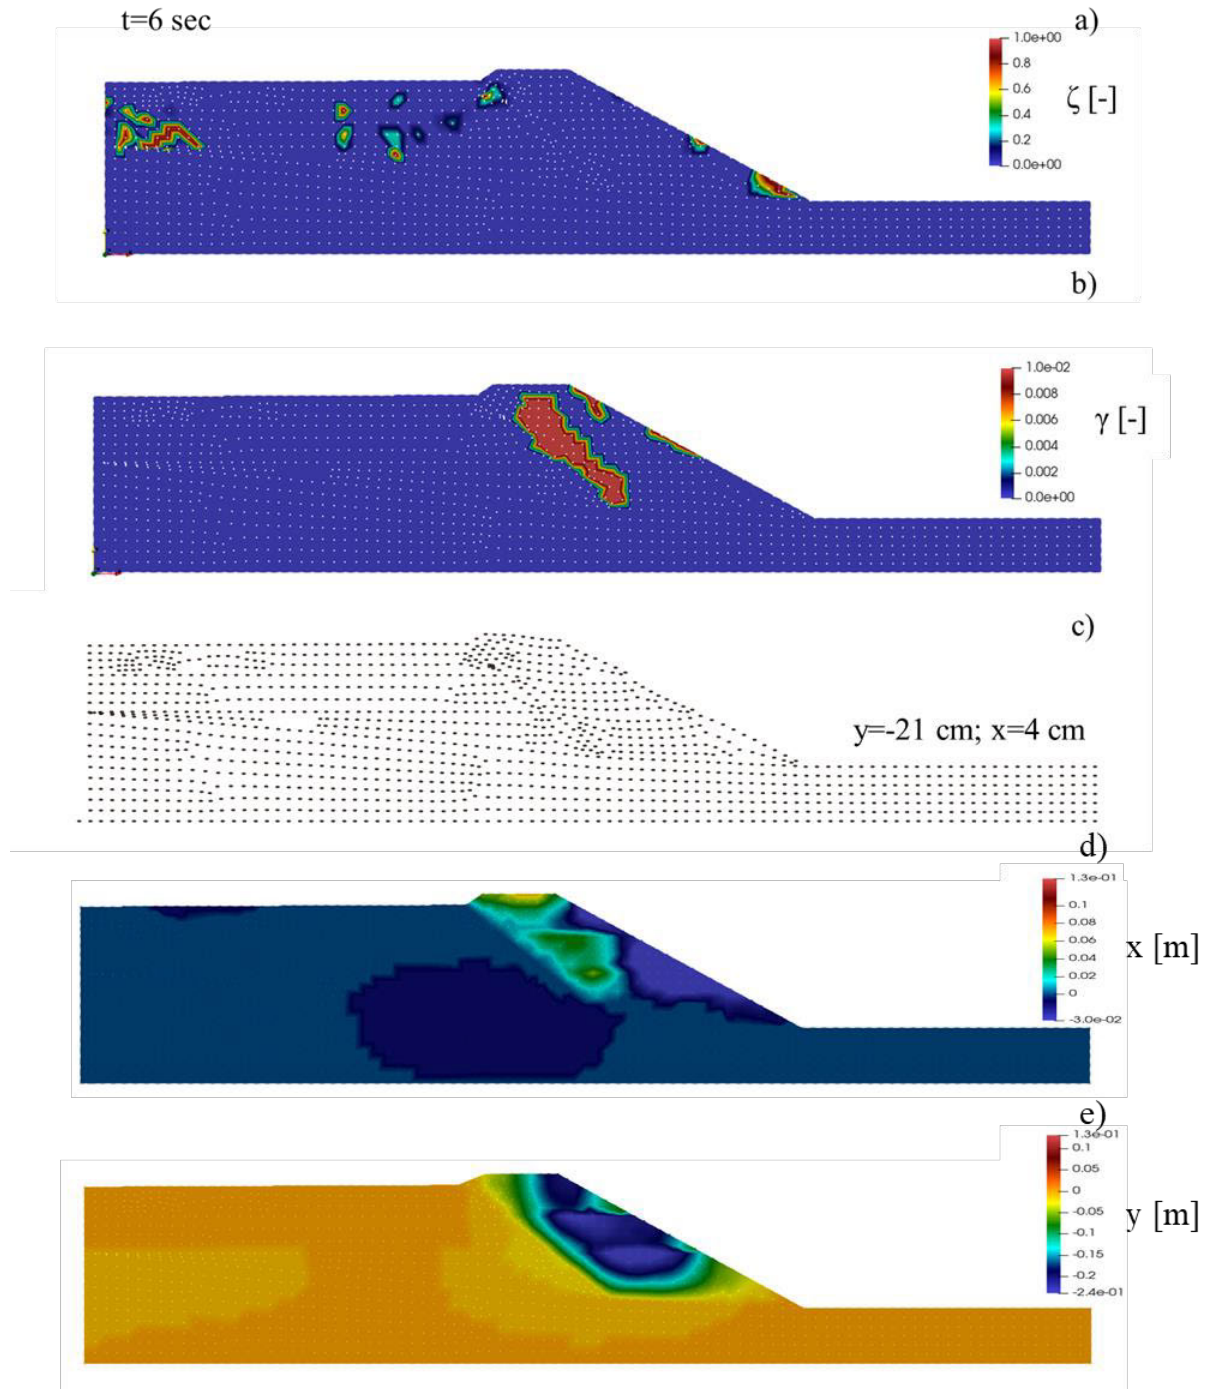 t=6 sec
a)
1.0e+00
0.8
0.6
0.4
0.2
0.0e+00
ζ [-]
b)
1.0e-02
0.008
0.006
0.004
0.002
0.0e+00
γ [-]
c)
y=-21 cm; x=4 cm
d)
1.3e-01
0.1
0.08
0.06
0.04
0.02
0
-3.0e-02
x [m]
e)
1.3e-01
0.1
0.05
0
-0.05
-0.1
-0.15
-0.2
-2.4e-01
y [m]